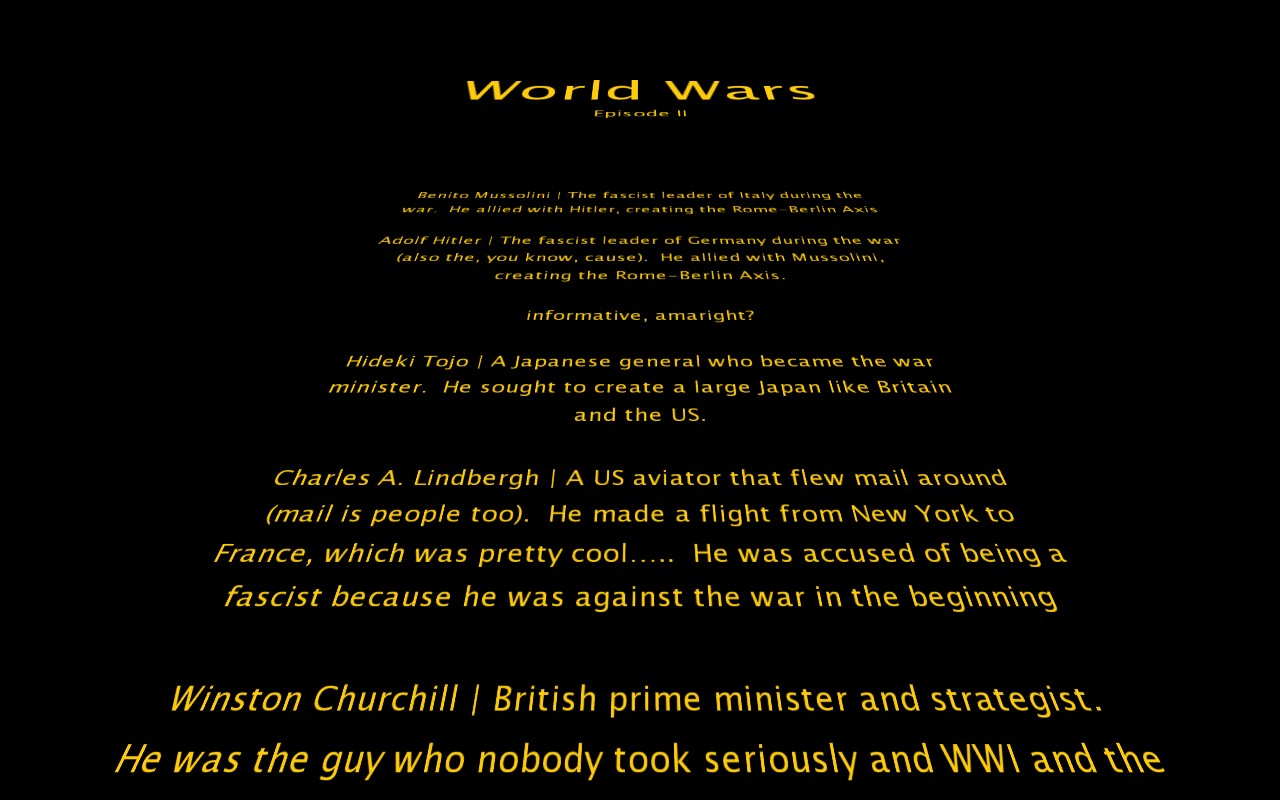 World Wars
Episode II
Benito Mussolini | The fascist leader of Italy during the
war.  He allied with Hitler, creating the Rome-Berlin Axis
Adolf Hitler | The fascist leader of Germany during the war
(also the, you know, cause).  He allied with Mussolini,
creating the Rome-Berlin Axis.
informative, amaright?
Hideki Tojo | A Japanese general who became the war
minister.  He sought to create a large Japan like Britain
and the US.
Charles A. Lindbergh | A US aviator that flew mail around
(mail is people too).  He made a flight from New York to
France, which was pretty cool.....  He was accused of being a
fascist because he was against the war in the beginning
Winston Churchill | British prime minister and strategist.
He was the guy who nobody took seriously and WWI and the